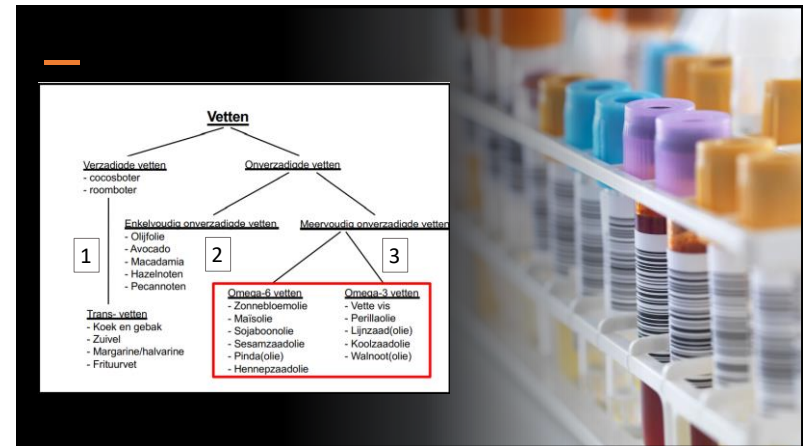 Vetten
Verzadigde vetten
- cocosboter
- roomboter
Onverzadigde vetten
Enkelvoudig onverzadigde vetten
- Olijfolie
- Avocado
- Macadamia
- Hazelnoten
- Pecannoten
Meervoudig onverzadigde vetten
1
2
3
Trans- vetten
- Koek en gebak
- Zuivel
- Margarine/halvarine
- Frituurvet
Omega-6 vetten
- Zonnebloemolie
- Maïsolie
- Sojaboonolie
- Sesamzaadolie
- Pinda(olie)
- Hennepzaadolie
Omega-3 vetten
- Vette vis
- Perillaolie
- Lijnzaad(olie)
- Koolzaadolie
- Walnoot(olie)